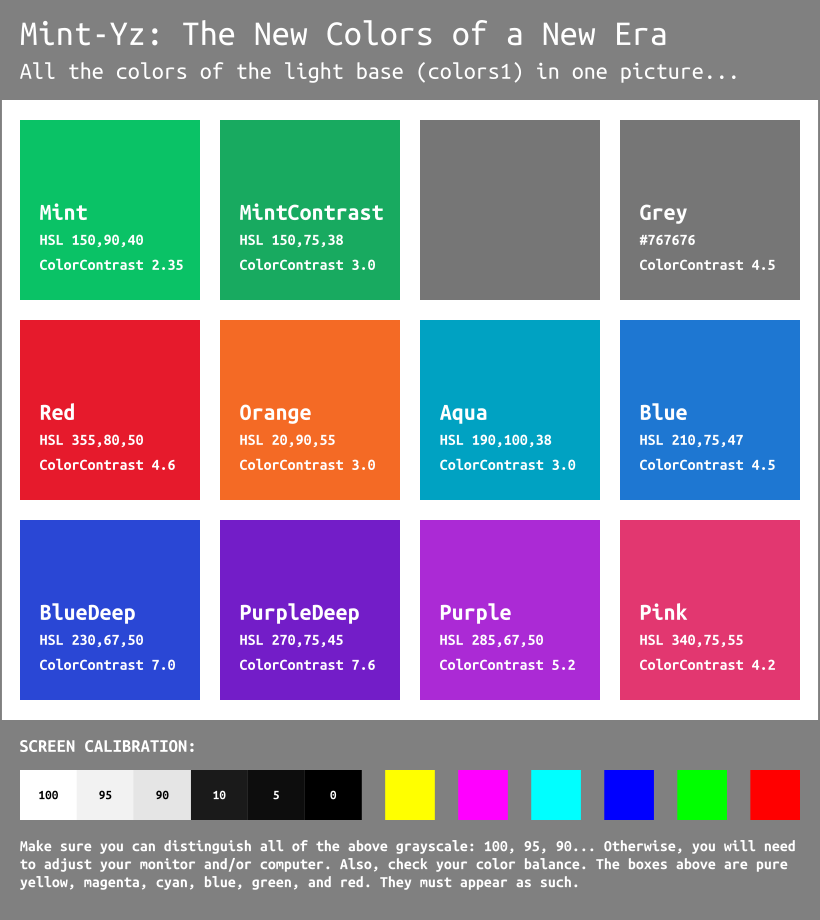 Mint-Yz: The New Colors of a New Era
All the colors of the light base (colors1) in one picture...
Mint
HSL 150,90,40
ColorContrast 2.35
MintContrast
HSL 150,75,38
ColorContrast 3.0
Grey
#767676
ColorContrast 4.5
Red
HSL 355,80,50
ColorContrast 4.6
Orange
HSL 20,90,55
ColorContrast 3.0
Aqua
HSL 190,100,38
ColorContrast 3.0
Blue
HSL 210,75,47
ColorContrast 4.5
BlueDeep
HSL 230,67,50
ColorContrast 7.0
PurpleDeep
HSL 270,75,45
ColorContrast 7.6
Purple
HSL 285,67,50
ColorContrast 5.2
Pink
HSL 340,75,55
ColorContrast 4.2
SCREEN CALIBRATION:
100 95 90 10 5 0
Make sure you can distinguish all of the above grayscale: 100, 95, 90... Otherwise, you will need
to adjust your monitor and/or computer. Also, check your color balance. The boxes above are pure
yellow, magenta, cyan, blue, green, and red. They must appear as such.